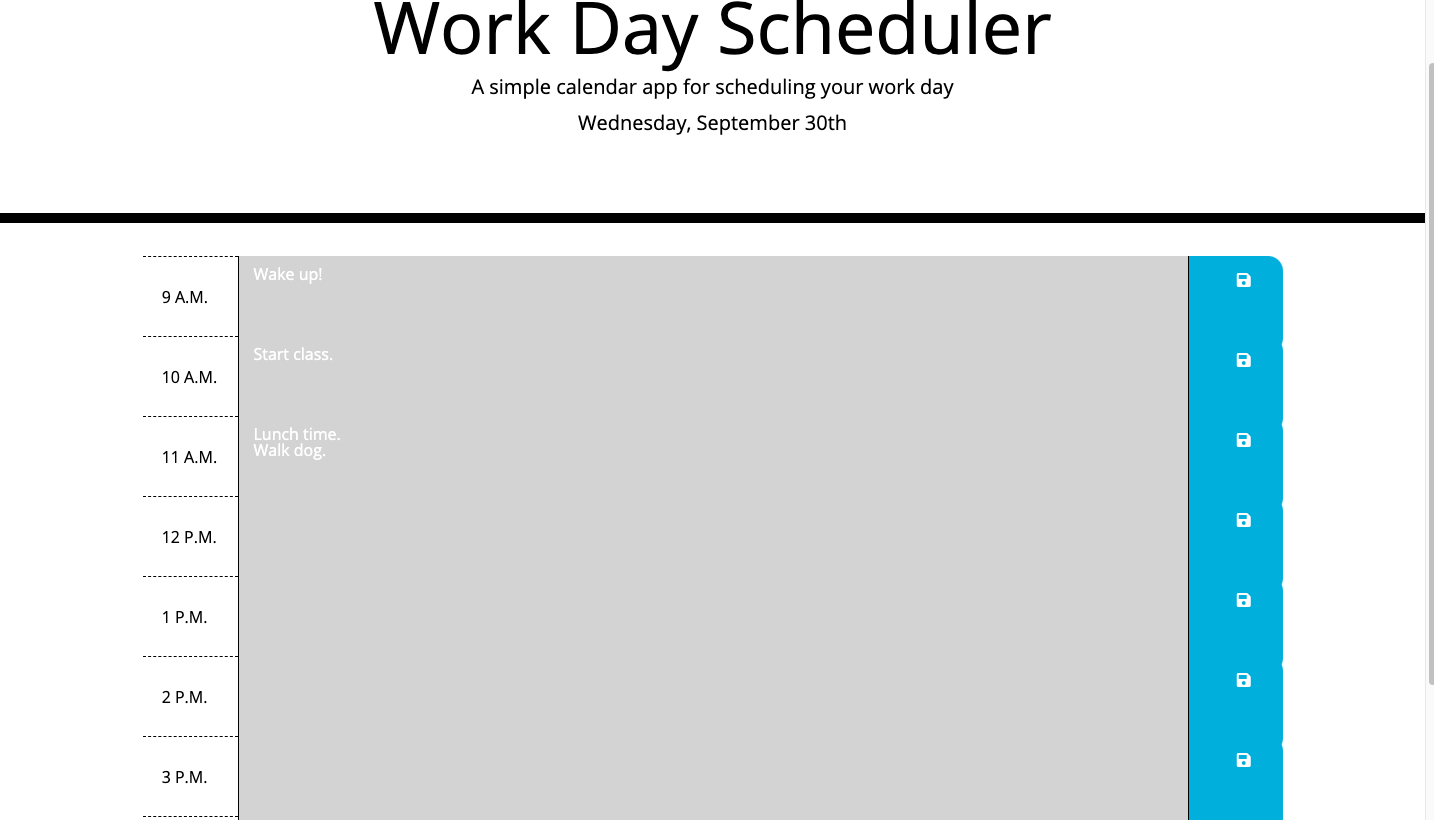 Work Day Scheduler
A simple calendar app for scheduling your work day
Wednesday, September 30th
9 A.M.
Wake up!
10 A.M.
Start class.
11 A.M.
Lunch time.
Walk dog.
12 P.M.
1 P.M.
2 P.M.
3 P.M.